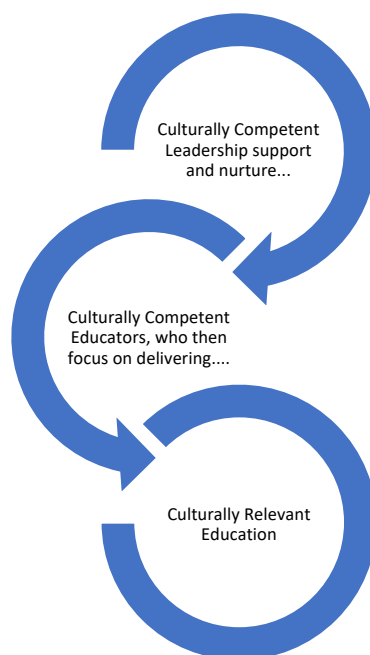 Culturally Competent
Leadership support
and nurture...
Culturally Competent
Educators, who then
focus on delivering....
Culturally Relevant
Education